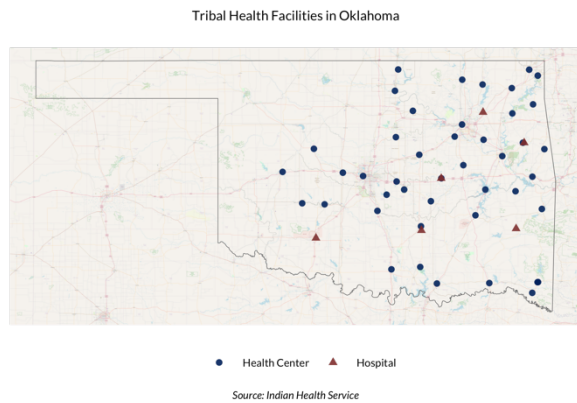 Tribal Health Facilities in Oklahoma
Health Center
Hospital
Source: Indian Health Service